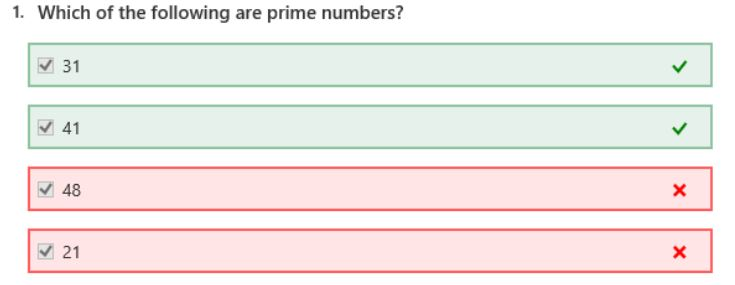 1. Which of the following are prime numbers?
31
41
48
21